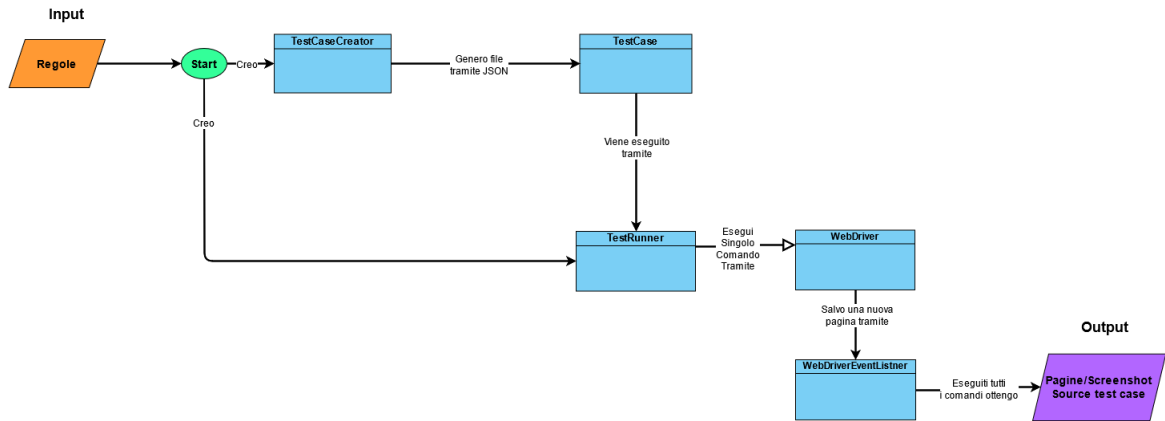 Input
Regole
Start
Creo
TestCaseCreator
Genero file
tramite JSON
TestCase
Creo
Viene eseguito
tramite
TestRunner
Esegui
Singolo
Comando
Tramite
WebDriver
Salvo una nuova
pagina tramite
WebDriverEventListner
Eseguiti tutti
i comandi ottengo
Output
Pagine/Screenshot
Source test case